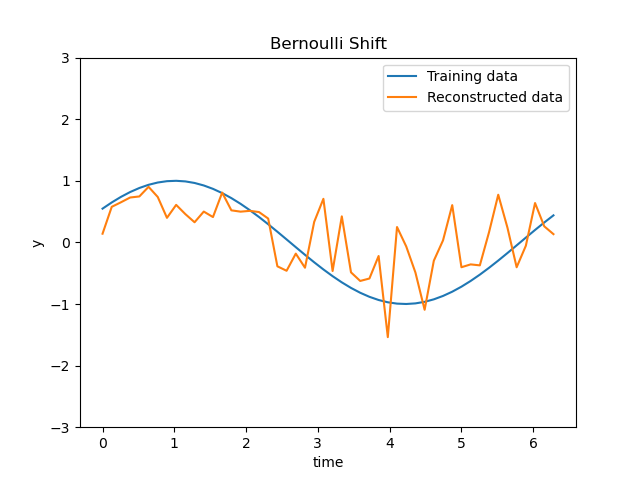 Bernoulli Shift
Training data
Reconstructed data
3
2
1
0
−1
−2
−3
y
0 1 2 3 4 5 6
time